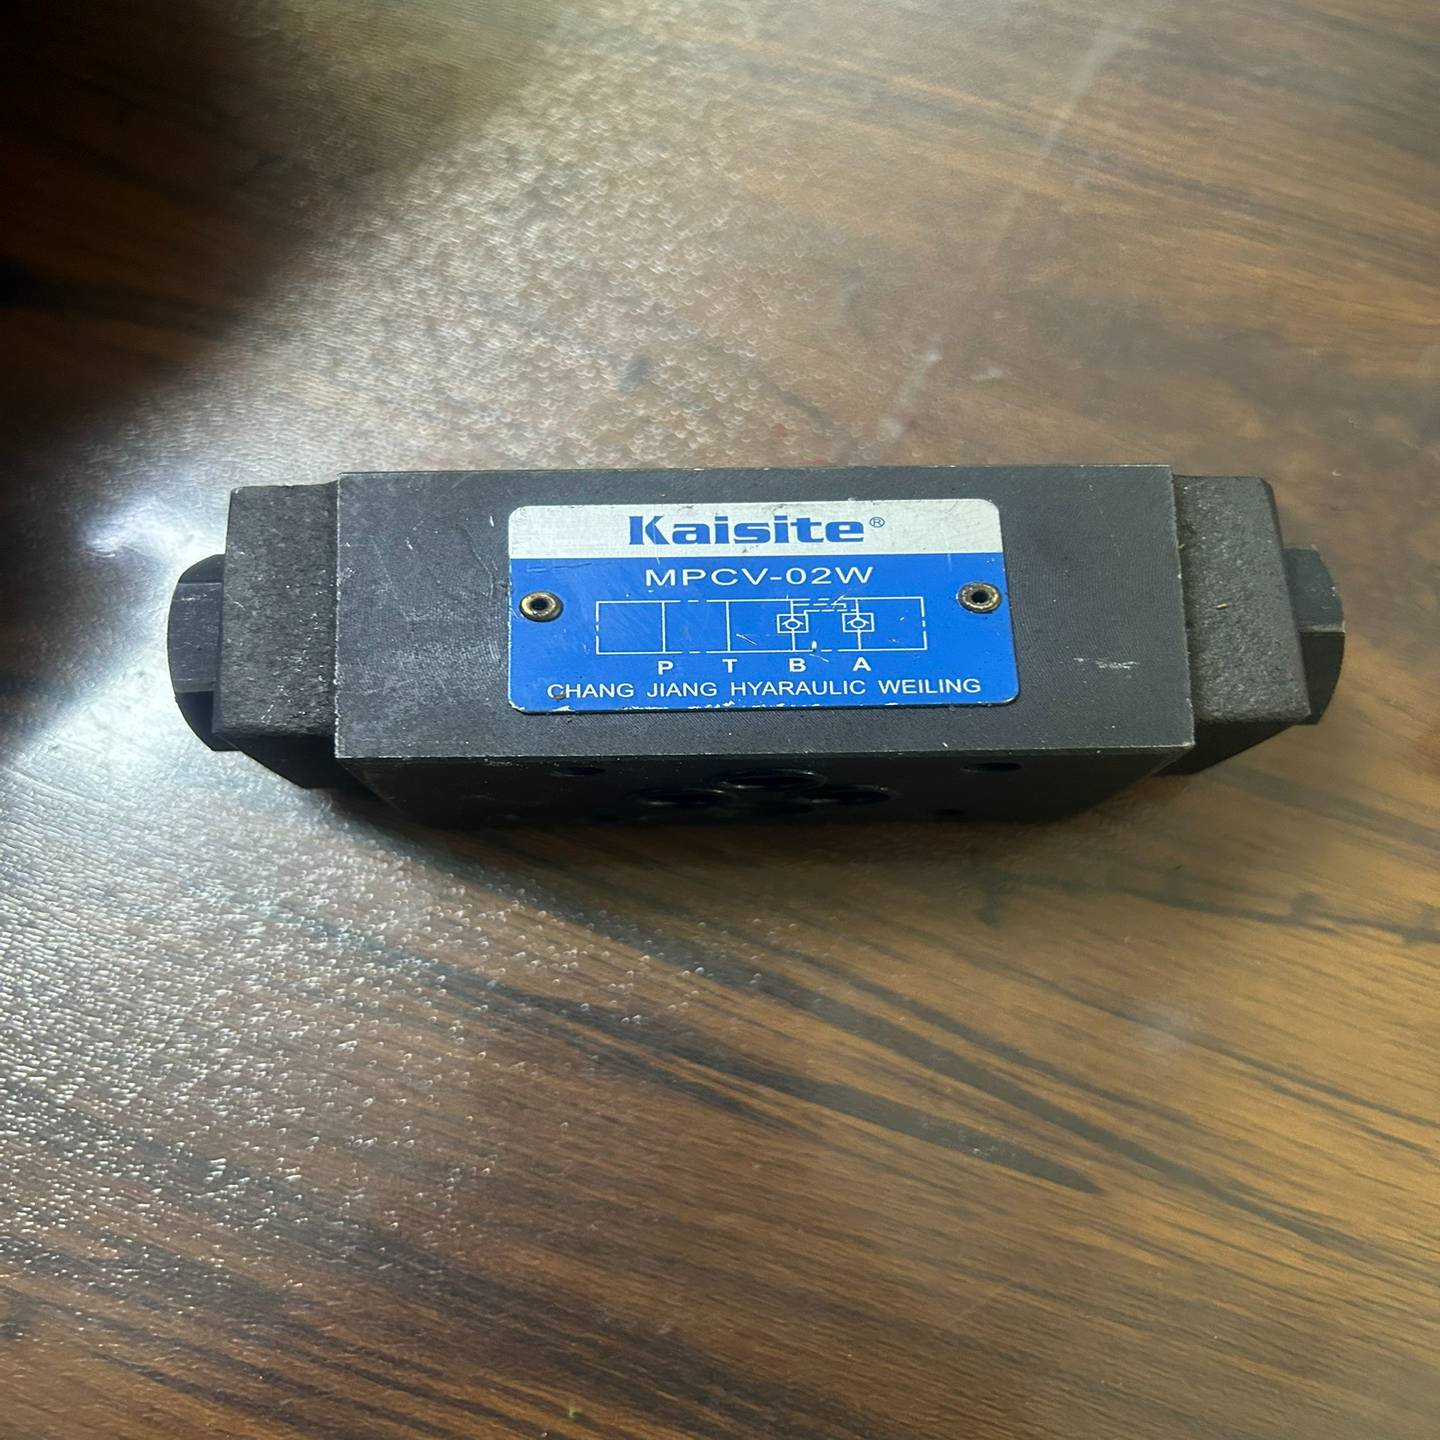 Kaisite®
MPCV-02W
P T B A
CHANG JIANG HYARAULIC WEILING